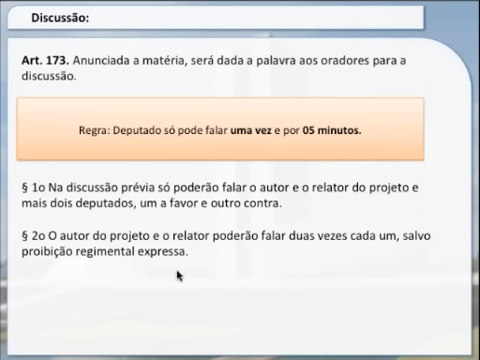 Discussão:
Art. 173. Anunciada a matéria, será dada a palavra aos oradores para a
discussão.
Regra: Deputado só pode falar uma vez e por 05 minutos.
§ 1o Na discussão prévia só poderão falar o autor e o relator do projeto e
mais dois deputados, um a favor e outro contra.
§ 2o O autor do projeto e o relator poderão falar duas vezes cada um, salvo
proibição regimental expressa.